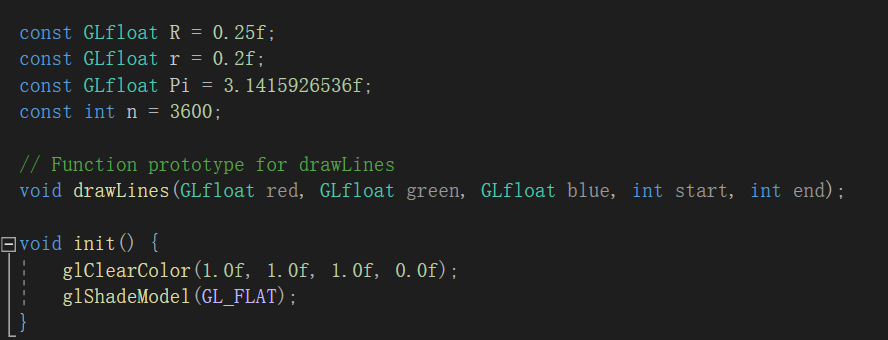 const GLfloat R = 0.25f;
const GLfloat r = 0.2f;
const GLfloat Pi = 3.1415926536f;
const int n = 3600;
// Function prototype for drawLines
void drawLines(GLfloat red, GLfloat green, GLfloat blue, int start, int end);
void init() {
glClearColor(1.0f, 1.0f, 1.0f, 0.0f);
glShadeModel(GL_FLAT);
}